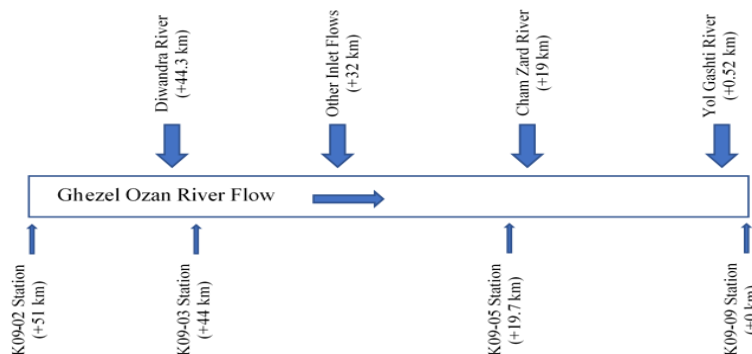 Diwandra River
(+44.3 km)
Other Inlet Flows
(+32 km)
Cham Zard River
(+19 km)
Yol Gashti River
(+0.52 km)
Ghezel Ozan River Flow
K09-02 Station
(+51 km)
K09-03 Station
(+44 km)
K09-05 Station
(+19.7 km)
K09-09 Station
(+0 km)